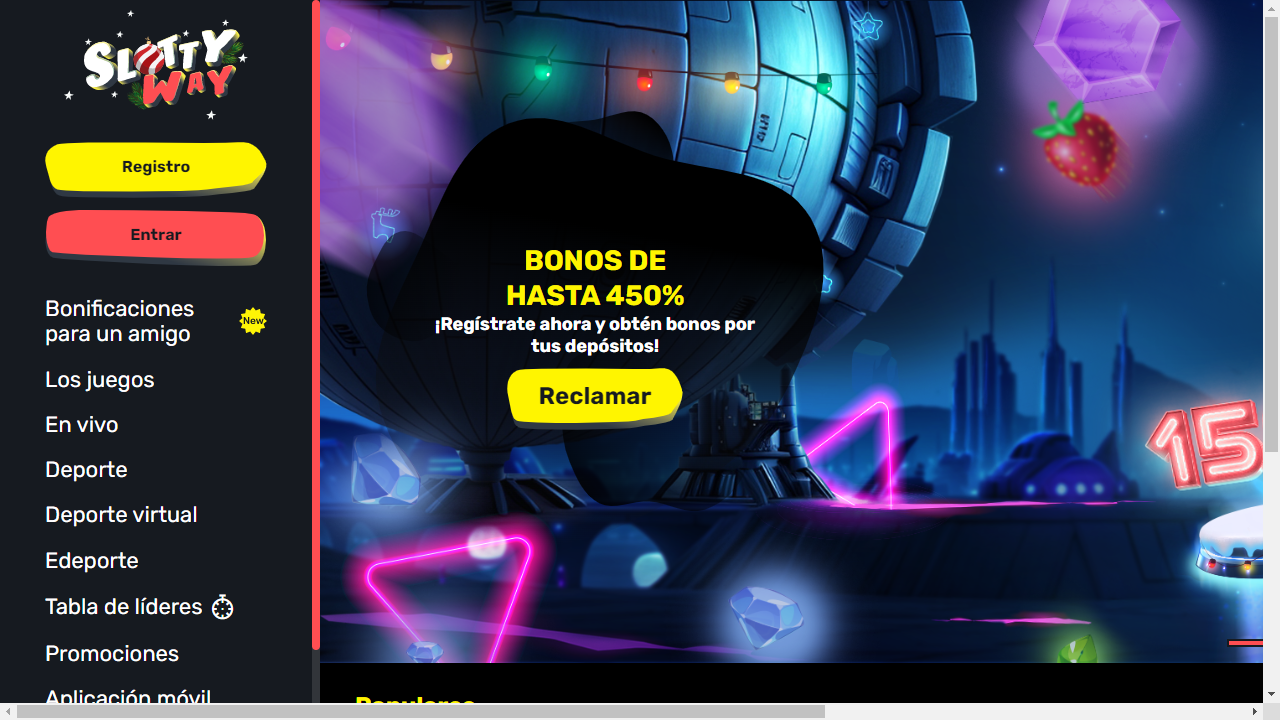 SLOTTY
WAY
Registro
Entrar
Bonificaciones
para un amigo
New
Los juegos
En vivo
Deporte
Deporte virtual
Edeporte
Tabla de líderes
Promociones
Aplicación móvil
BONOS DE
HASTA 450%
¡Regístrate ahora y obtén bonos por
tus depósitos!
Reclamar
15
Populares